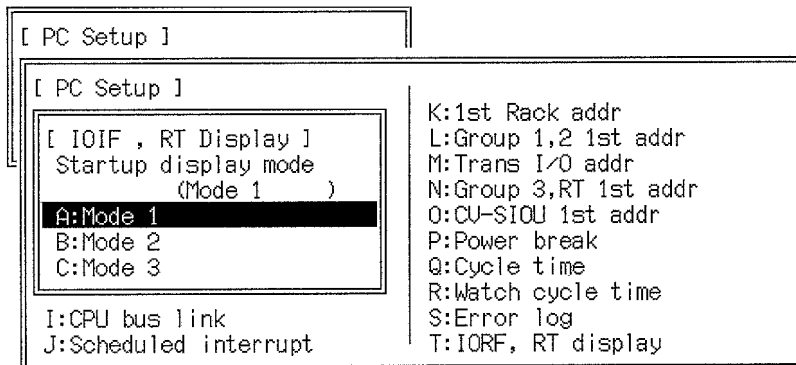 [ PC Setup ]
[ PC Setup ]
[ IOIF , RT Display ]
Startup display mode
(Mode 1 )
A:Mode 1
B:Mode 2
C:Mode 3
I:CPU bus link
J:Scheduled interrupt
K:1st Rack addr
L:Group 1,2 1st addr
M:Trans I/O addr
N:Group 3,RT 1st addr
O:CV-SIOU 1st addr
P:Power break
Q:Cycle time
R:Watch cycle time
S:Error log
T:IORF, RT display